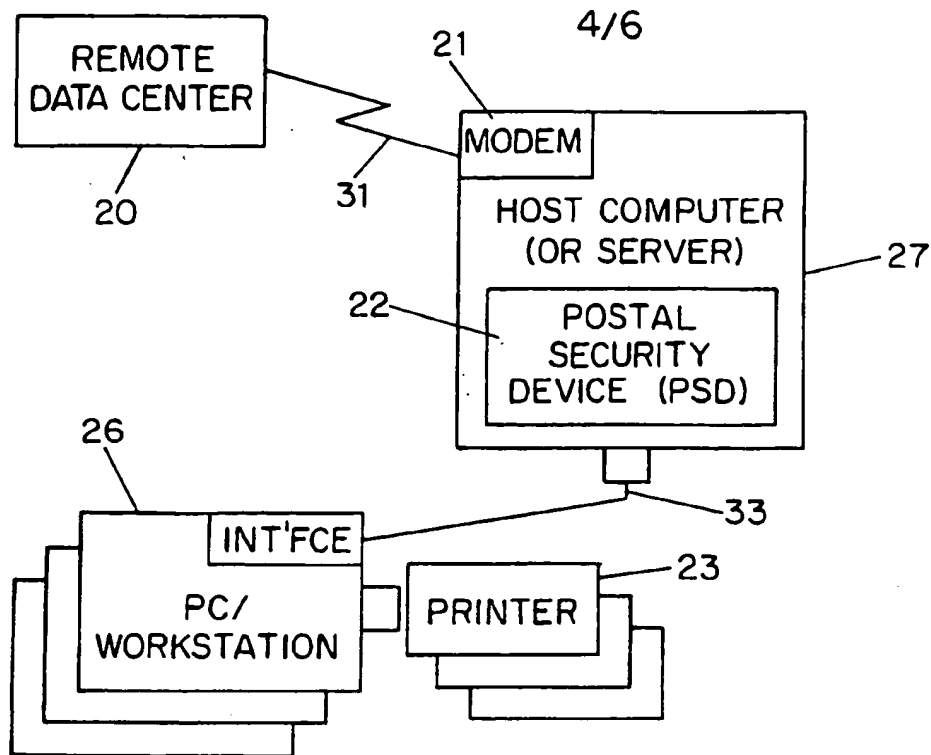 4/6
REMOTE
DATA CENTER
20
31
21
MODEM
HOST COMPUTER
(OR SERVER)
27
22
POSTAL
SECURITY
DEVICE (PSD)
33
26
INT'FCE
PC/
WORKSTATION
23
PRINTER